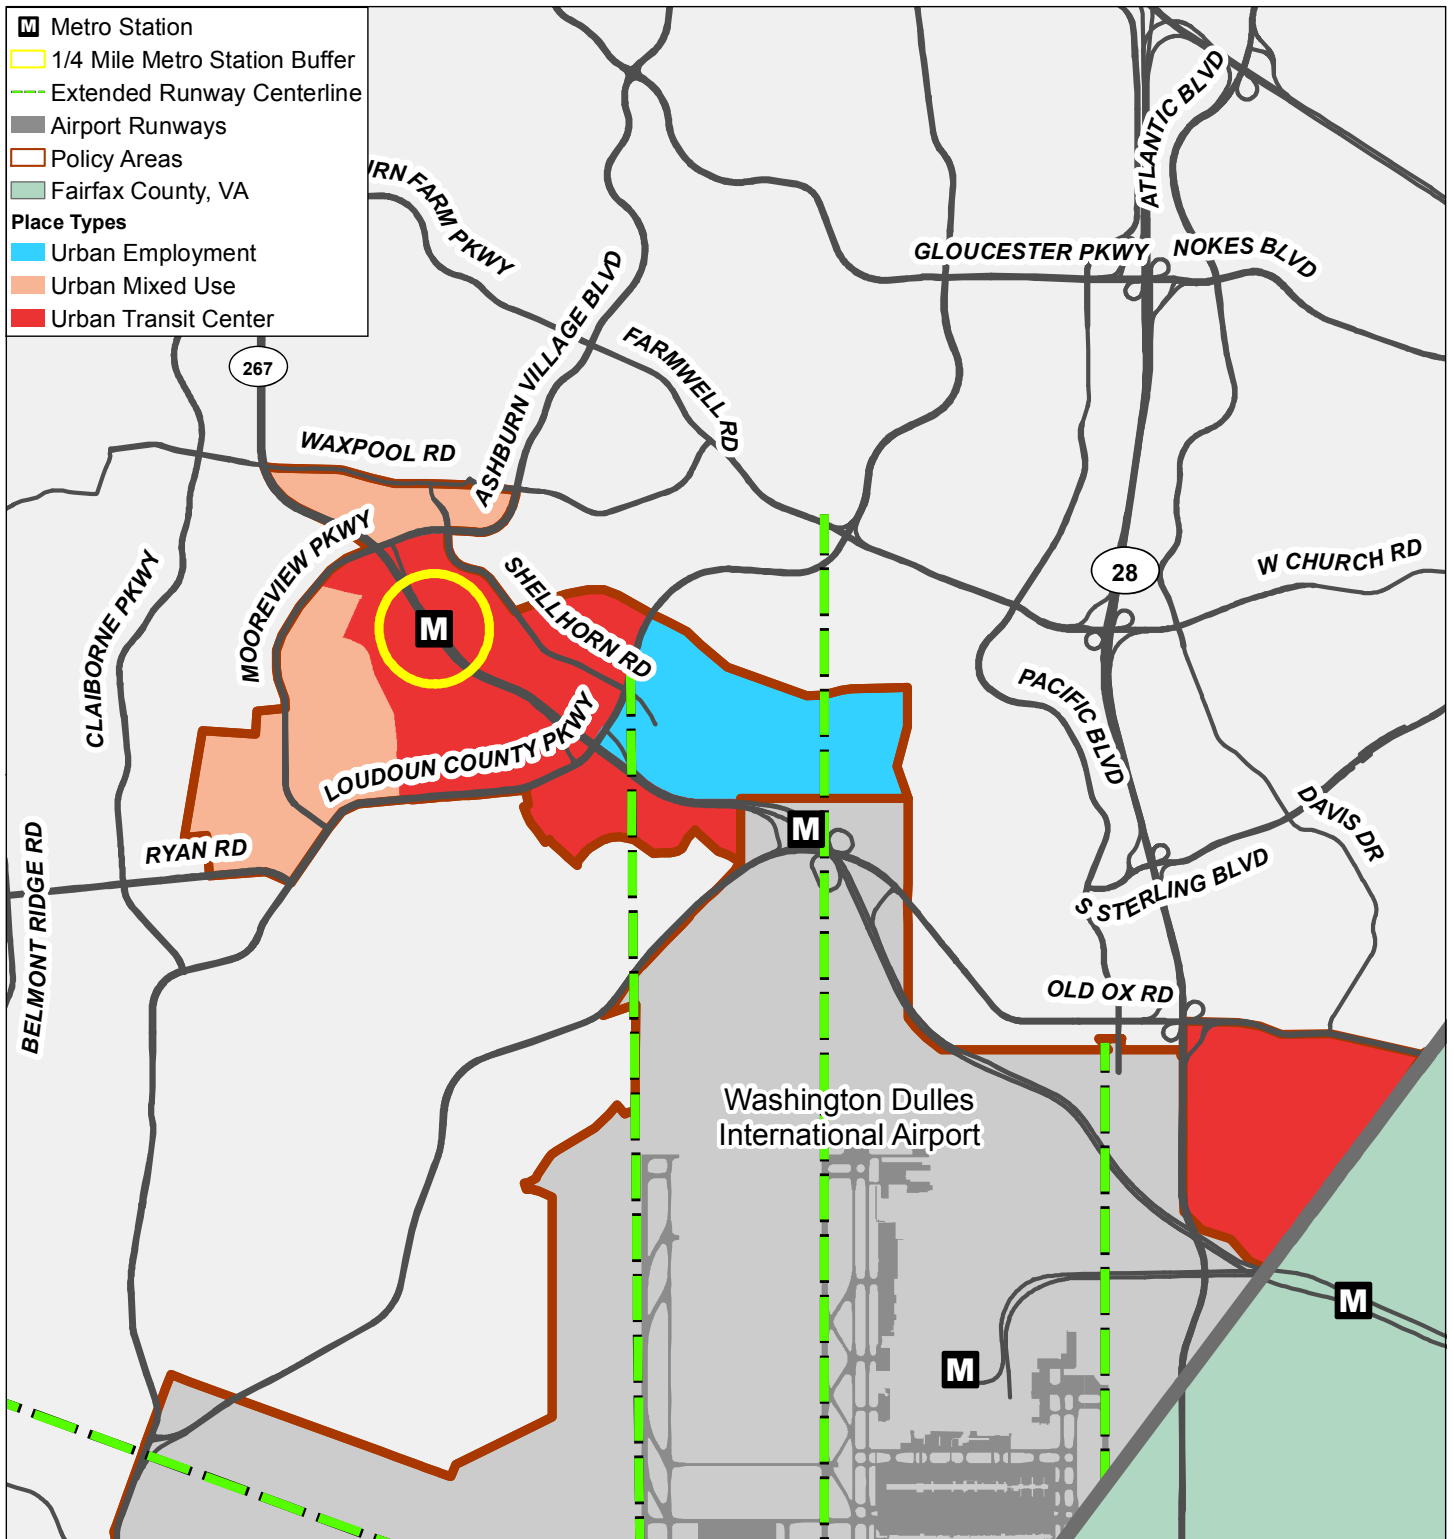 M Metro Station
1/4 Mile Metro Station Buffer
Extended Runway Centerline
Airport Runways
Policy Areas
Fairfax County, VA
Place Types
Urban Employment
Urban Mixed Use
Urban Transit Center
FARM PKWY
ATLANTIC BLVD
GLOUCESTER PKWY
NOKES BLVD
ASHBURN VILLAGE BLVD
FARMWELL RD
267
WAXPOOL RD
MOOREVIEW PKWY
CLAIBORNE PKWY
SHELLHORN RD
28
W CHURCH RD
M
LOUDOUN COUNTY PKWY
PACIFIC BLVD
DAVIS DR
M
RYAN RD
S STERLING BLVD
BELMONT RIDGE RD
OLD OX RD
Washington Dulles
International Airport
M
M